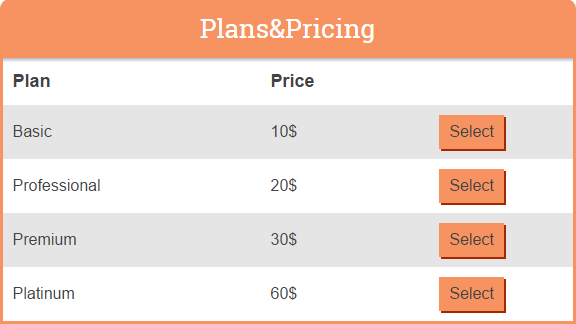 Plans&Pricing
Plan Price
Basic 10$ Select
Professional 20$ Select
Premium 30$ Select
Platinum 60$ Select